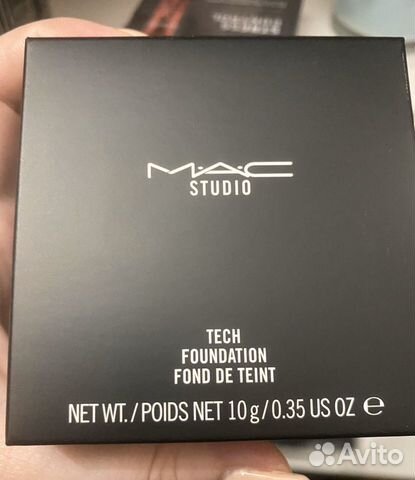 M·A·C
STUDIO
TECH
FOUNDATION
FOND DE TEINT
NET WT./POIDS NET 10 g/0.35 US OZ ℮
Avito